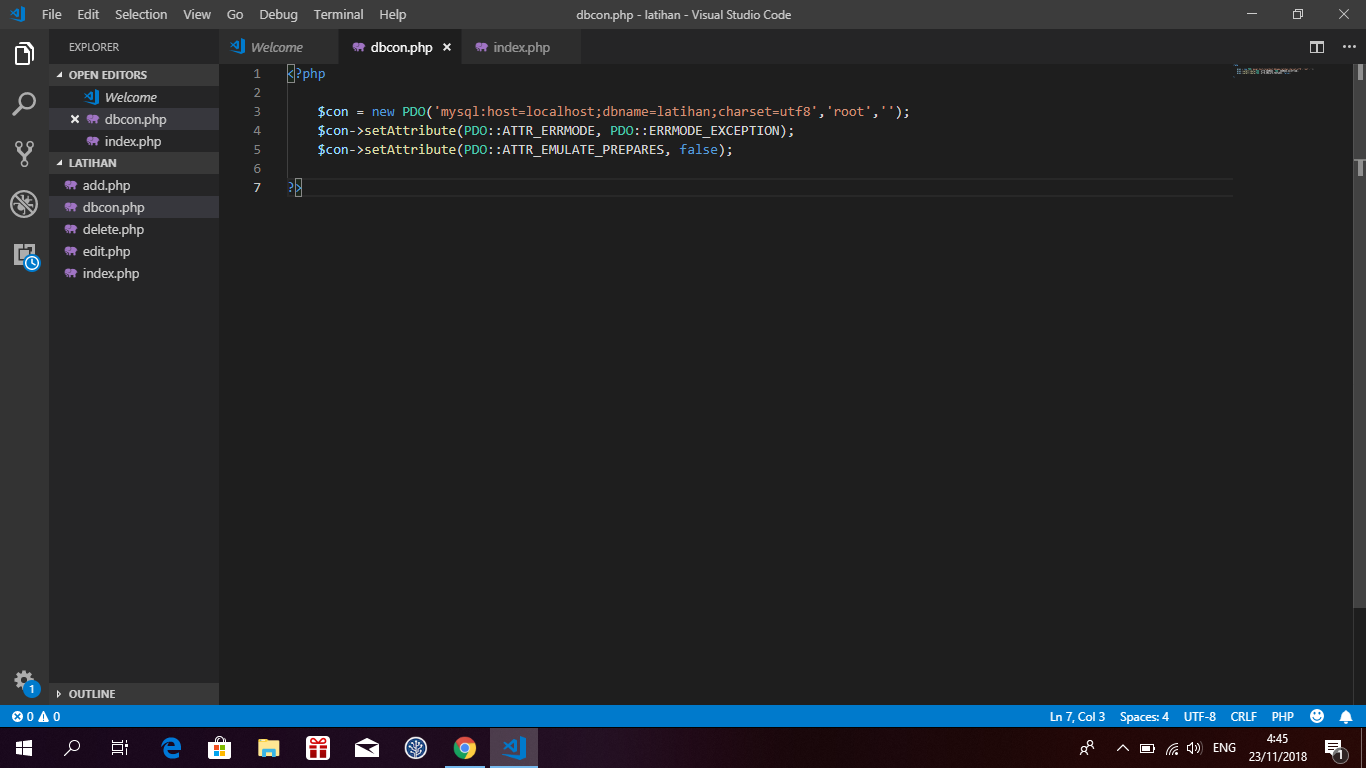 File Edit Selection View Go Debug Terminal Help
dbcon.php - latihan - Visual Studio Code
EXPLORER
OPEN EDITORS
Welcome
dbcon.php
index.php
LATIHAN
add.php
dbcon.php
delete.php
edit.php
index.php
OUTLINE
Welcome dbcon.php index.php
1 <?php
2
3 $con = new PDO('mysql:host=localhost;dbname=latihan;charset=utf8','root','');
4 $con->setAttribute(PDO::ATTR_ERRMODE, PDO::ERRMODE_EXCEPTION);
5 $con->setAttribute(PDO::ATTR_EMULATE_PREPARES, false);
6
7 ?>
1
0 0 Ln 7, Col 3 Spaces: 4 UTF-8 CRLF PHP
ENG
4:45
23/11/2018
1